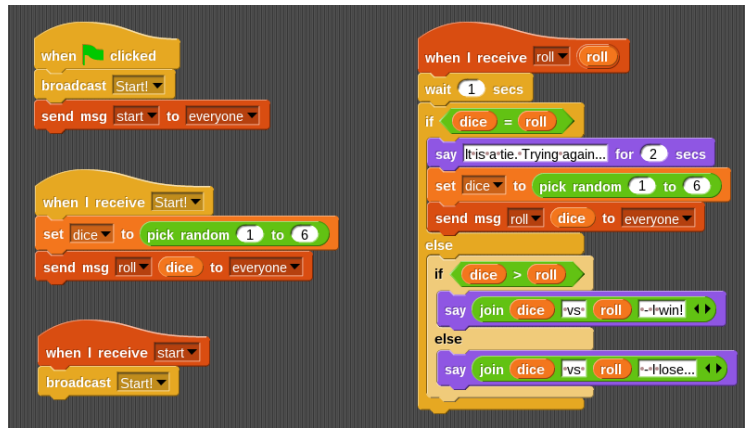 when clicked
broadcast Start!
send msg start to everyone
when I receive Start!
set dice to pick random 1 to 6
send msg roll dice to everyone
when I receive start
broadcast Start!
when I receive roll roll
wait 1 secs
if dice = roll
say It·is·a·tie.·Trying·again... for 2 secs
set dice to pick random 1 to 6
send msg roll dice to everyone
else
if dice > roll
say join dice ·vs· roll ·-·I·win!
else
say join dice ·vs· roll ·-·I·lose...